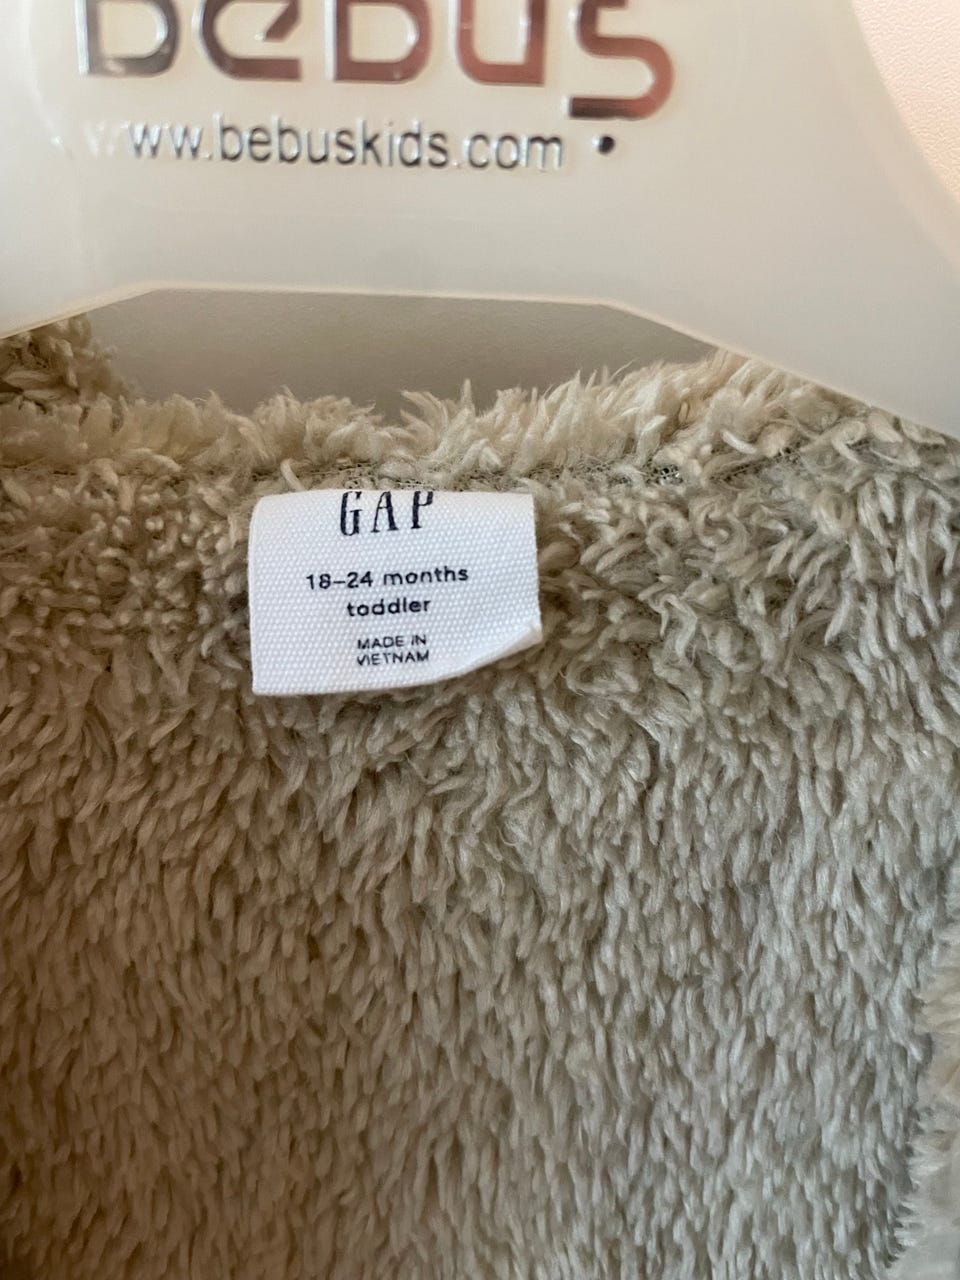 bebus
www.bebuskids.com
GAP
18–24 months
toddler
MADE IN
VIETNAM